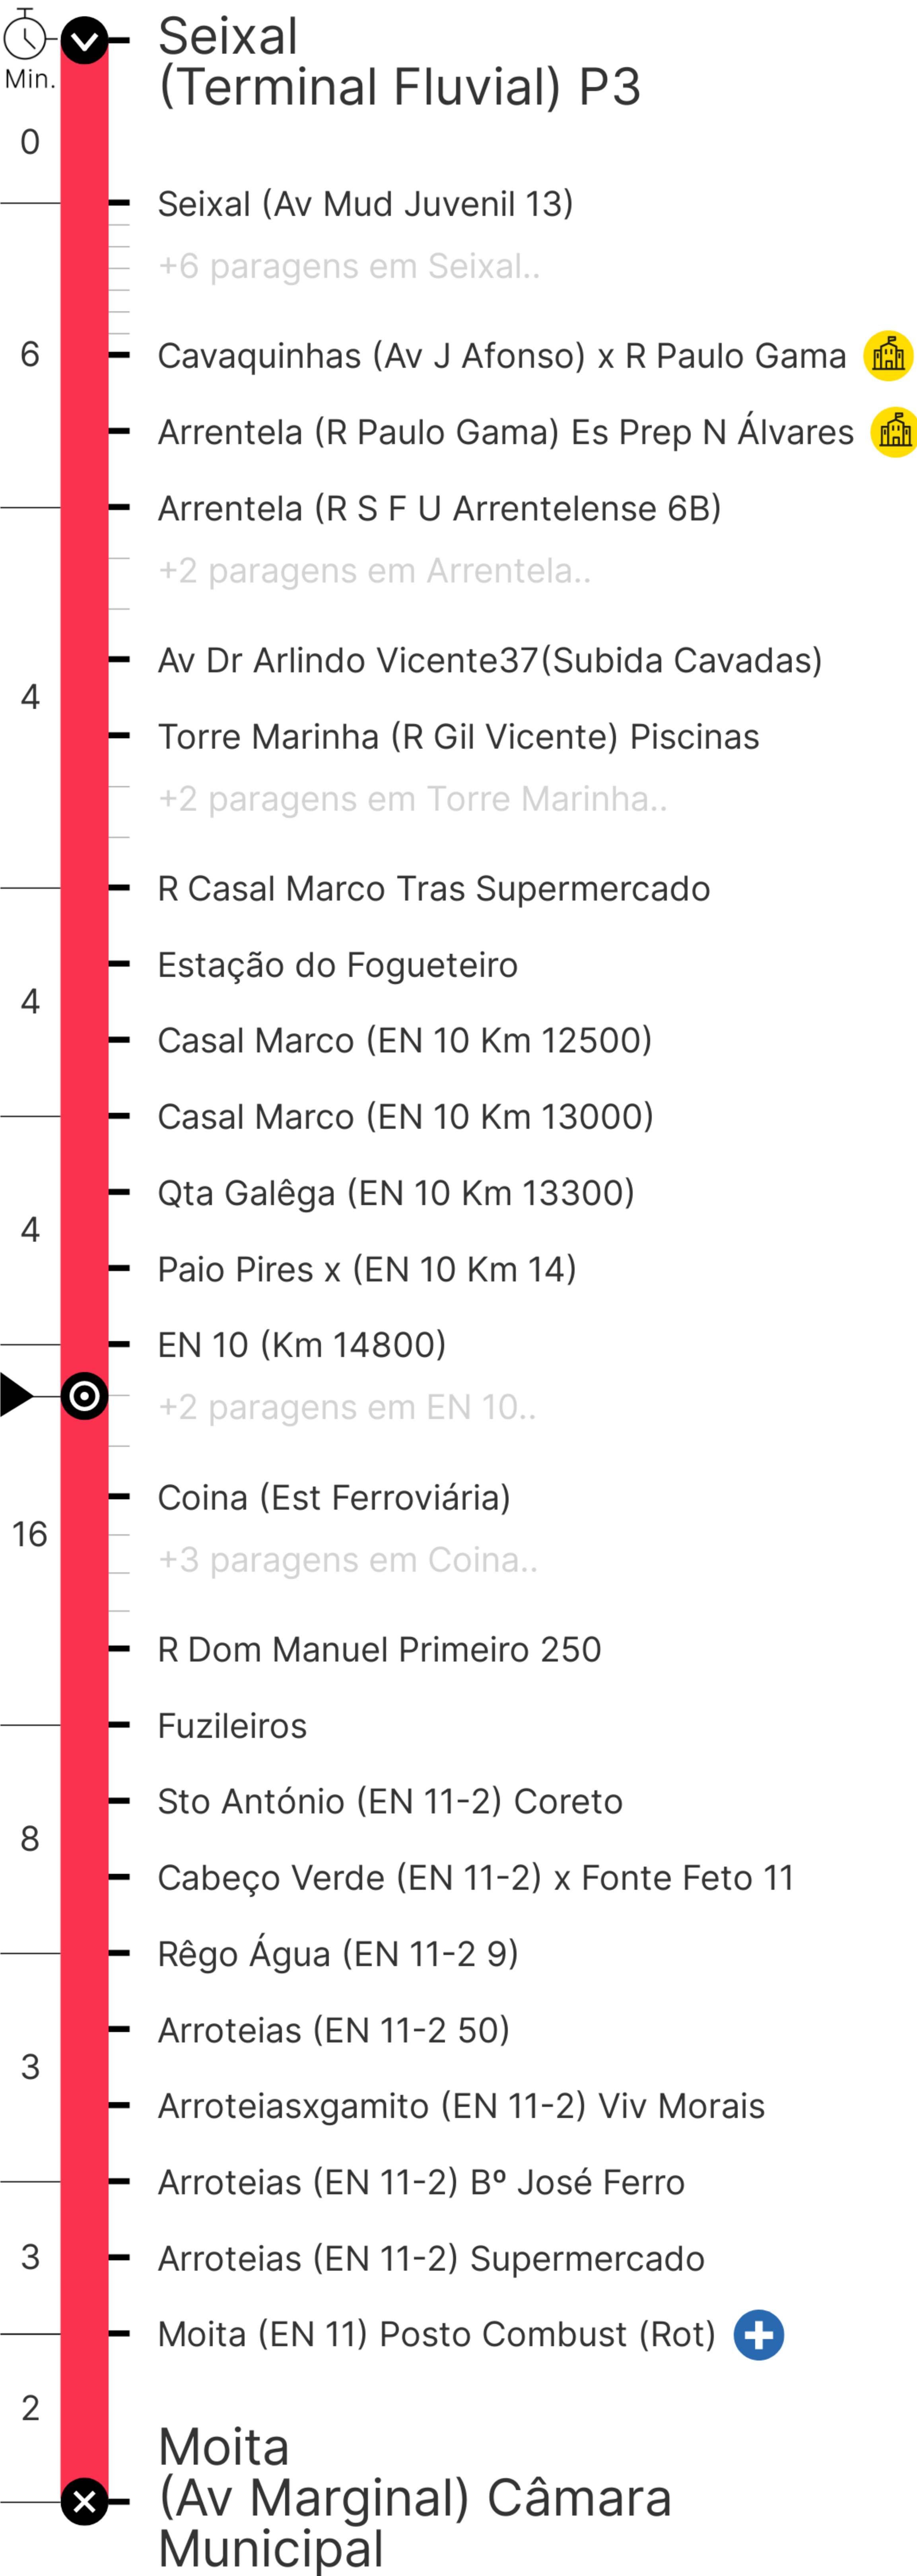 Seixal
(Terminal Fluvial) P3
Min.
0
Seixal (Av Mud Juvenil 13)
+6 paragens em Seixal..
6
Cavaquinhas (Av J Afonso) x R Paulo Gama
Arrentela (R Paulo Gama) Es Prep N Álvares
Arrentela (R S F U Arrentelense 6B)
+2 paragens em Arrentela..
Av Dr Arlindo Vicente37(Subida Cavadas)
4
Torre Marinha (R Gil Vicente) Piscinas
+2 paragens em Torre Marinha..
R Casal Marco Tras Supermercado
Estação do Fogueteiro
4
Casal Marco (EN 10 Km 12500)
Casal Marco (EN 10 Km 13000)
Qta Galêga (EN 10 Km 13300)
4
Paio Pires x (EN 10 Km 14)
EN 10 (Km 14800)
+2 paragens em EN 10..
Coina (Est Ferroviária)
16
+3 paragens em Coina..
R Dom Manuel Primeiro 250
Fuzileiros
Sto António (EN 11-2) Coreto
8
Cabeço Verde (EN 11-2) x Fonte Feto 11
Rêgo Água (EN 11-2 9)
Arroteias (EN 11-2 50)
3
Arroteiasxgamito (EN 11-2) Viv Morais
Arroteias (EN 11-2) Bº José Ferro
3
Arroteias (EN 11-2) Supermercado
Moita (EN 11) Posto Combust (Rot)
2
Moita
(Av Marginal) Câmara
Municipal